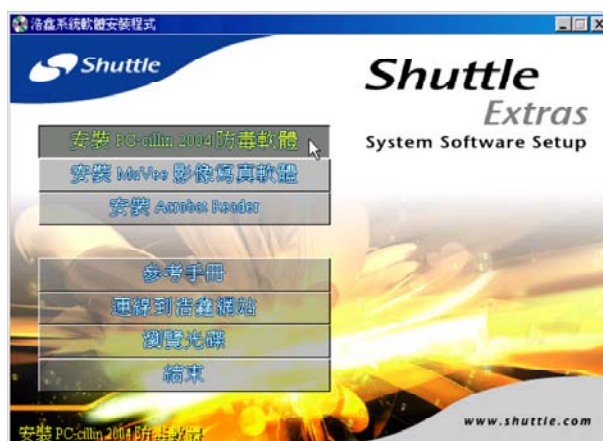 浩鑫系統軟體安裝程式
Shuttle
Shuttle
Extras
System Software Setup
安裝 PC-cillin 2004 防毒軟體
安裝 MuVee 影像寫真軟體
安裝 Acrobat Reader
參考手冊
連線到浩鑫網站
瀏覽光碟
結束
安裝 PC-cillin 2004 防毒軟體
www.shuttle.com